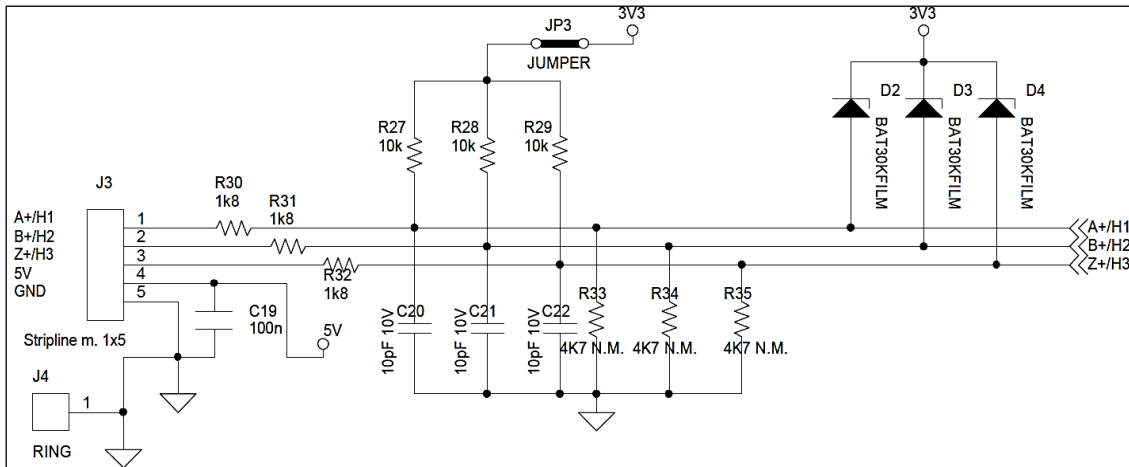 3V3
3V3
JP3
JUMPER
D2
D3
D4
BAT30KFILM
BAT30KFILM
BAT30KFILM
R27
10k
R28
10k
R29
10k
J3
R30
1k8
R31
1k8
A+/H1
B+/H2
Z+/H3
5V
GND
1
2
3
4
5
A+/H1
B+/H2
Z+/H3
R32
1k8
C19
100n
5V
C20
10pF 10V
C21
10pF 10V
C22
10pF 10V
R33
4K7 N.M.
R34
4K7 N.M.
R35
4K7 N.M.
Stripline m. 1x5
J4
1
RING